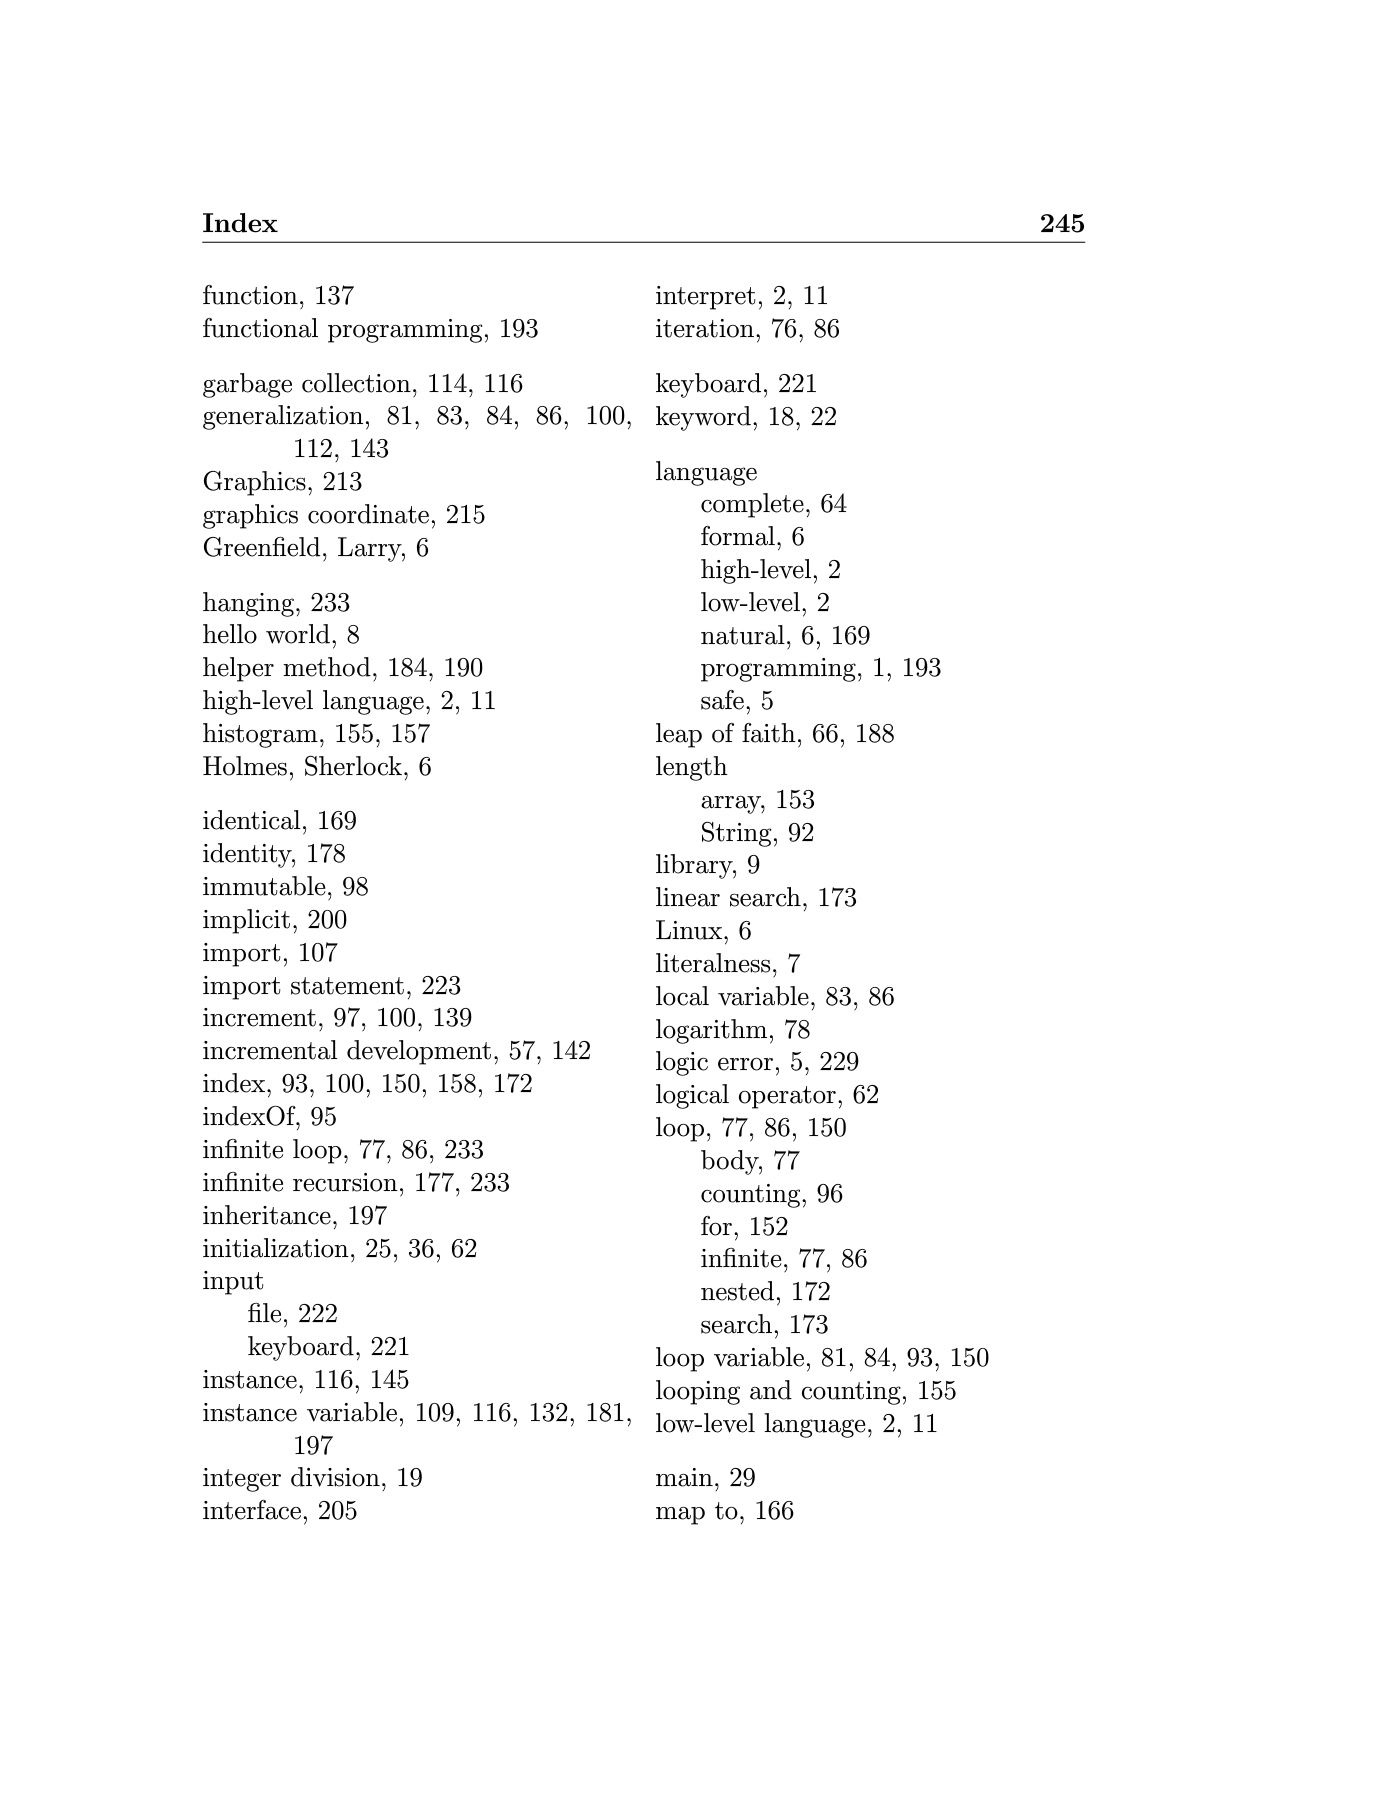 Index 245
function, 137
functional programming, 193
garbage collection, 114, 116
generalization, 81, 83, 84, 86, 100,
112, 143
Graphics, 213
graphics coordinate, 215
Greenfield, Larry, 6
hanging, 233
hello world, 8
helper method, 184, 190
high-level language, 2, 11
histogram, 155, 157
Holmes, Sherlock, 6
identical, 169
identity, 178
immutable, 98
implicit, 200
import, 107
import statement, 223
increment, 97, 100, 139
incremental development, 57, 142
index, 93, 100, 150, 158, 172
indexOf, 95
infinite loop, 77, 86, 233
infinite recursion, 177, 233
inheritance, 197
initialization, 25, 36, 62
input
file, 222
keyboard, 221
instance, 116, 145
instance variable, 109, 116, 132, 181,
197
integer division, 19
interface, 205
interpret, 2, 11
iteration, 76, 86
keyboard, 221
keyword, 18, 22
language
complete, 64
formal, 6
high-level, 2
low-level, 2
natural, 6, 169
programming, 1, 193
safe, 5
leap of faith, 66, 188
length
array, 153
String, 92
library, 9
linear search, 173
Linux, 6
literalness, 7
local variable, 83, 86
logarithm, 78
logic error, 5, 229
logical operator, 62
loop, 77, 86, 150
body, 77
counting, 96
for, 152
infinite, 77, 86
nested, 172
search, 173
loop variable, 81, 84, 93, 150
looping and counting, 155
low-level language, 2, 11
main, 29
map to, 166